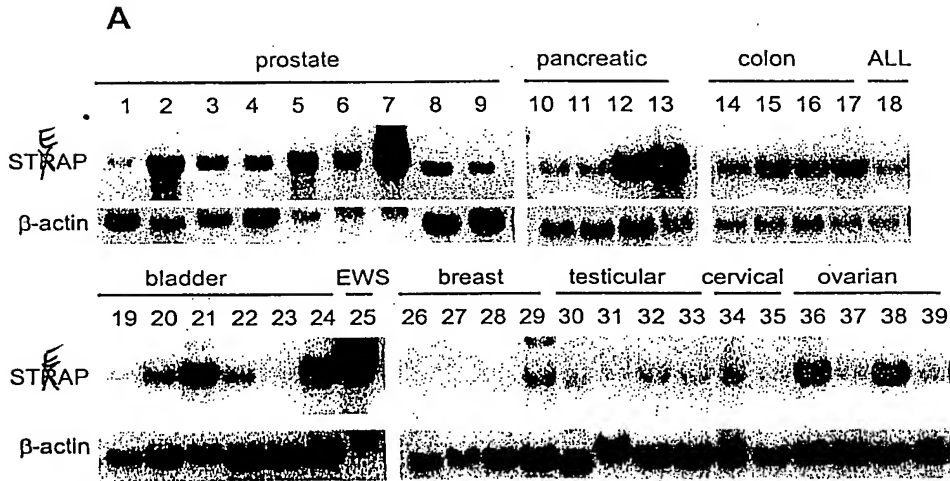 A
prostate pancreatic colon ALL
1 2 3 4 5 6 7 8 9 10 11 12 13 14 15 16 17 18
E
STRAP
β-actin
bladder EWS breast testicular cervical ovarian
19 20 21 22 23 24 25 26 27 28 29 30 31 32 33 34 35 36 37 38 39
E
STRAP
β-actin